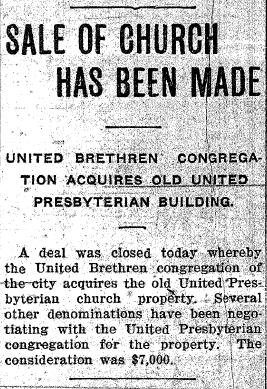 SALE OF CHURCH
HAS BEEN MADE
UNITED BRETHREN CONGREGA-
TION ACQUIRES OLD UNITED
PRESBYTERIAN BUILDING.
A deal was closed today whereby
the United Brethren congregation of
the city acquires the old United Pres-
byterian church property. Several
other denominations have been nego-
tiating with the United Presbyterian
congregation for the property. The
consideration was $7,000.